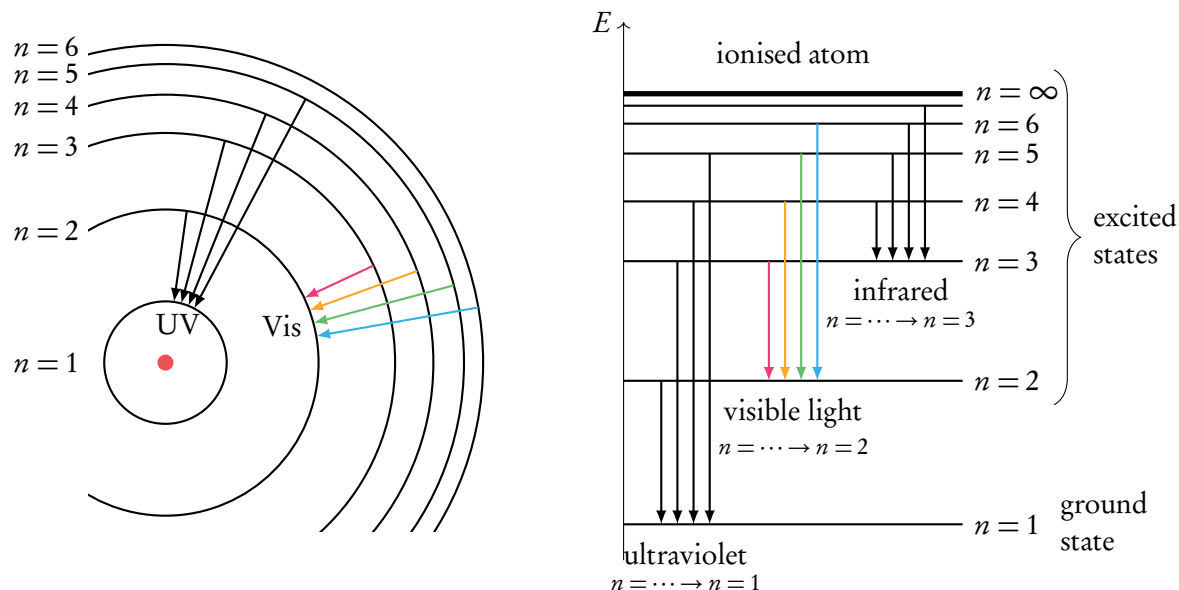 n = 6
n = 5
n = 4
n = 3
n = 2
n = 1
UV
Vis
E
ionised atom
n = ∞
n = 6
n = 5
n = 4
n = 3
n = 2
n = 1
excited
states
infrared
n = ⋯ → n = 3
visible light
n = ⋯ → n = 2
ground
state
ultraviolet
n = ⋯ → n = 1